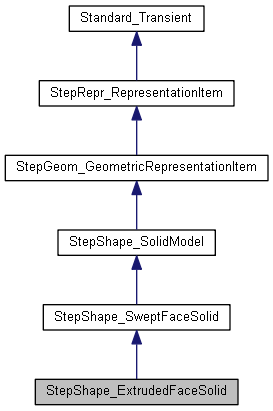 Standard_Transient
StepRepr_RepresentationItem
StepGeom_GeometricRepresentationItem
StepShape_SolidModel
StepShape_SweptFaceSolid
StepShape_ExtrudedFaceSolid